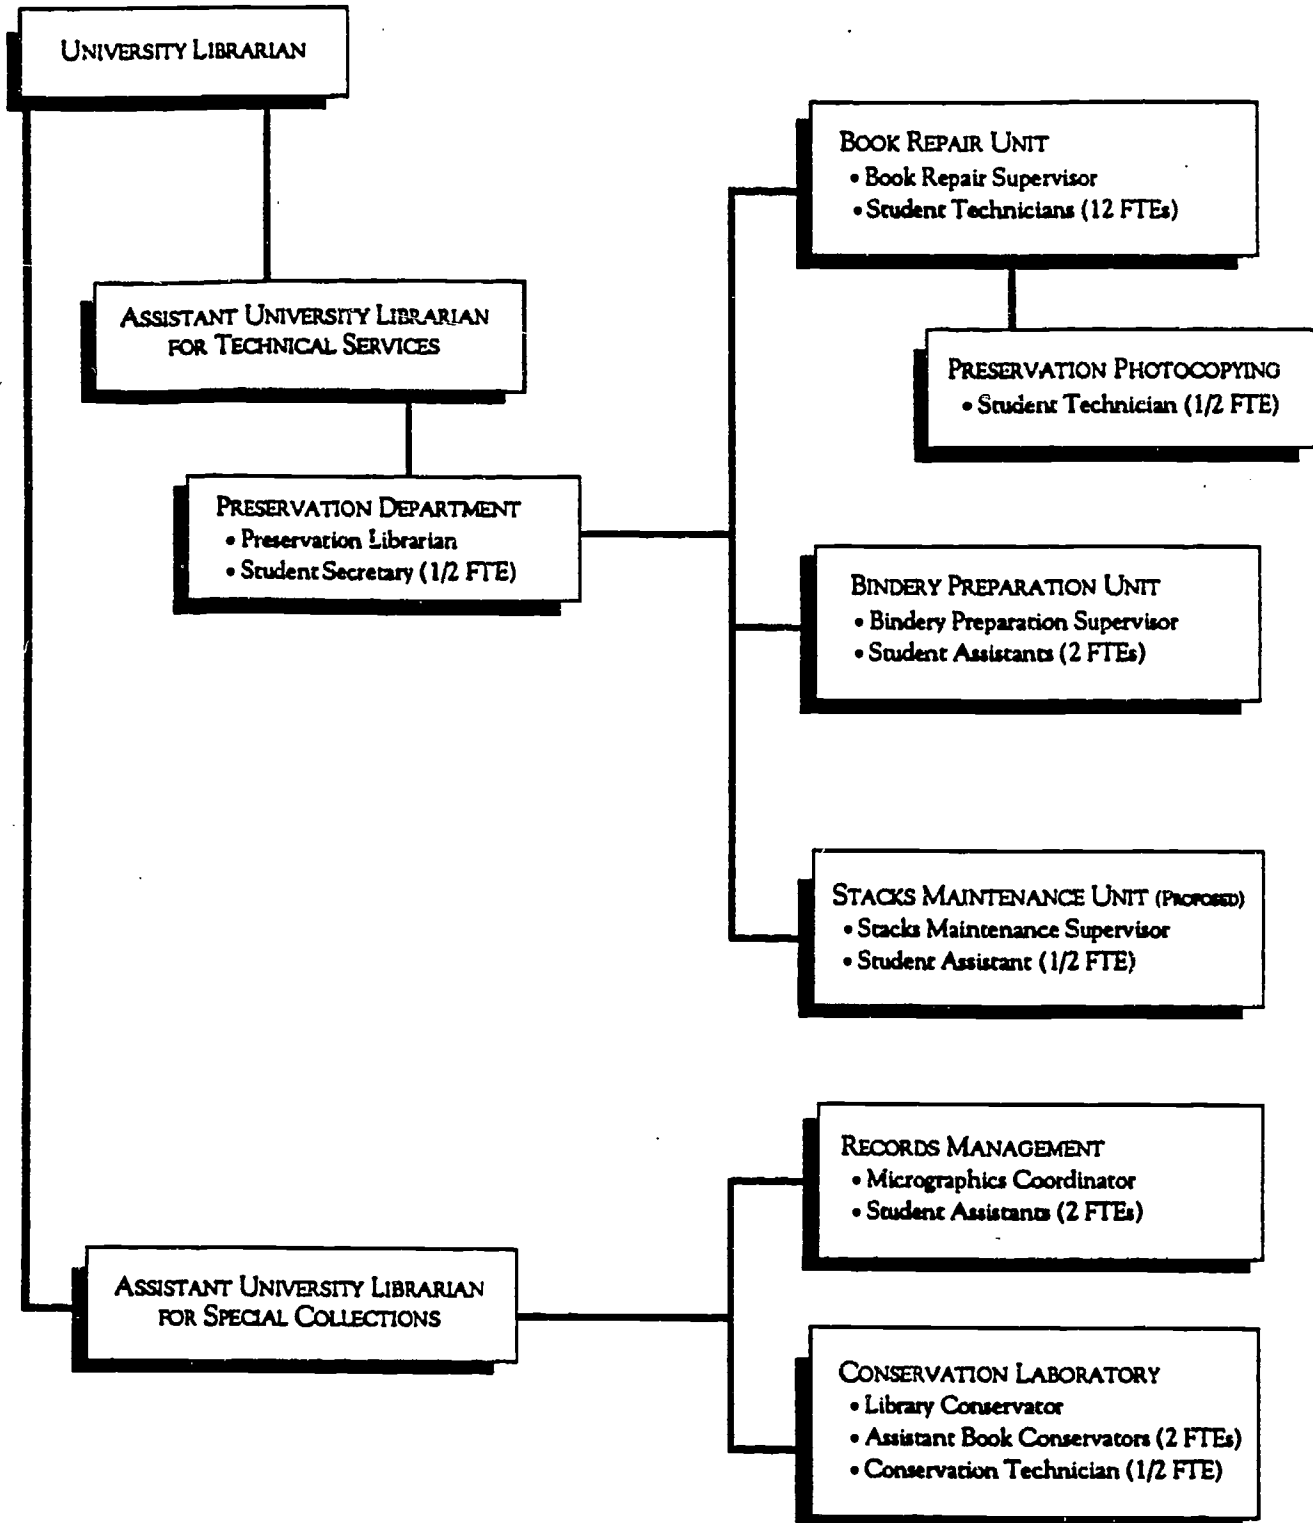 UNIVERSITY LIBRARIAN
ASSISTANT UNIVERSITY LIBRARIAN
FOR TECHNICAL SERVICES
PRESERVATION DEPARTMENT
• Preservation Librarian
• Student Secretary (1/2 FTE)
BOOK REPAIR UNIT
• Book Repair Supervisor
• Student Technicians (12 FTEs)
PRESERVATION PHOTOCOPYING
• Student Technician (1/2 FTE)
BINDERY PREPARATION UNIT
• Bindery Preparation Supervisor
• Student Assistants (2 FTEs)
STACKS MAINTENANCE UNIT (PROPOSED)
• Stacks Maintenance Supervisor
• Student Assistant (1/2 FTE)
ASSISTANT UNIVERSITY LIBRARIAN
FOR SPECIAL COLLECTIONS
RECORDS MANAGEMENT
• Micrographics Coordinator
• Student Assistants (2 FTEs)
CONSERVATION LABORATORY
• Library Conservator
• Assistant Book Conservators (2 FTEs)
• Conservation Technician (1/2 FTE)